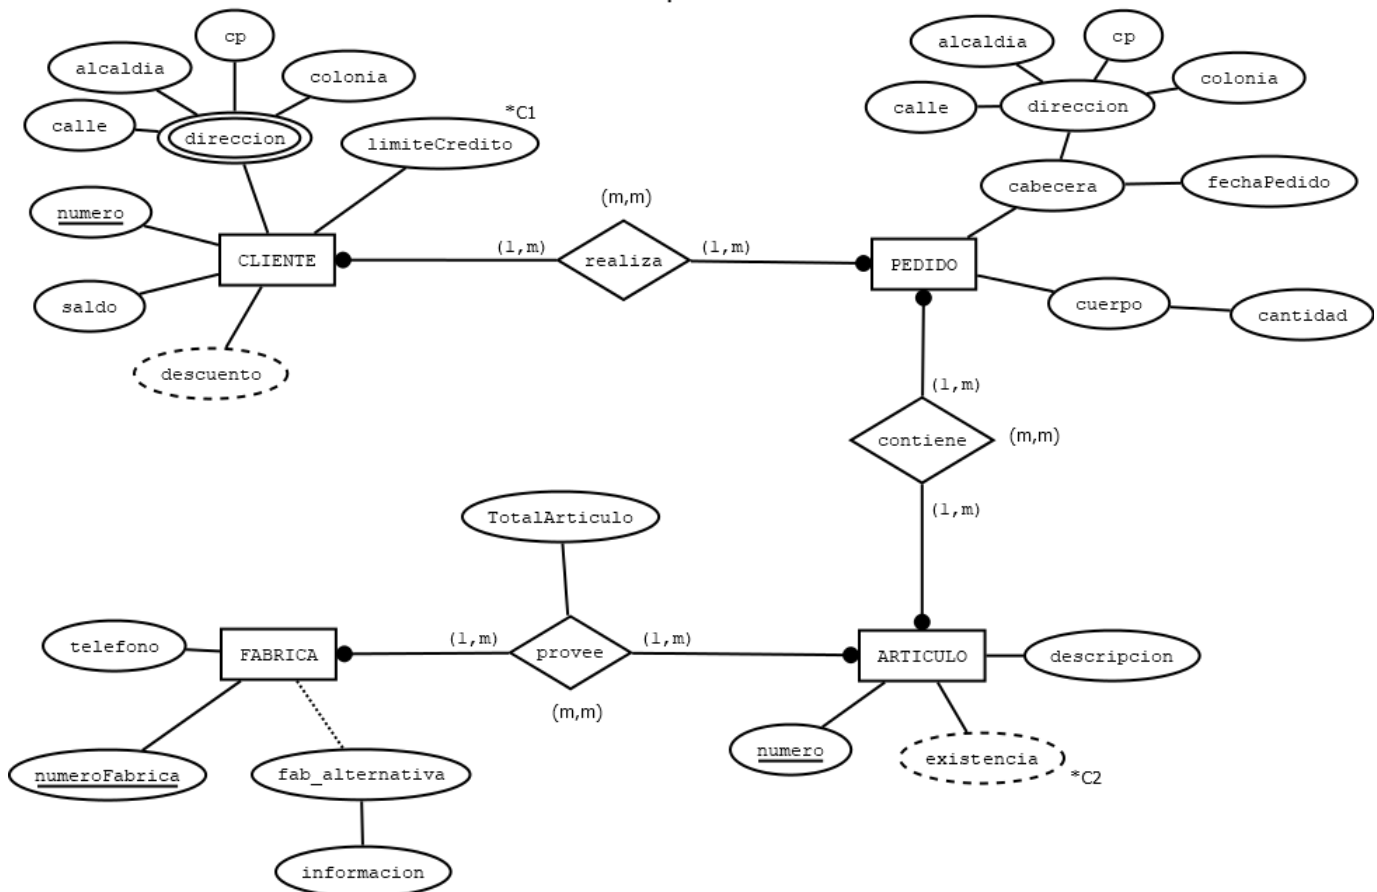 cp
alcaldia
colonia
calle
direccion
*C1
limiteCredito
numero
CLIENTE
saldo
descuento
(m,m)
(1,m)
realiza
(1,m)
cp
alcaldia
colonia
calle
direccion
cabecera
fechaPedido
PEDIDO
cuerpo
cantidad
(1,m)
contiene
(m,m)
(1,m)
TotalArticulo
telefono
FABRICA
(1,m)
provee
(1,m)
(m,m)
ARTICULO
descripcion
numero
existencia
*C2
numeroFabrica
fab_alternativa
informacion